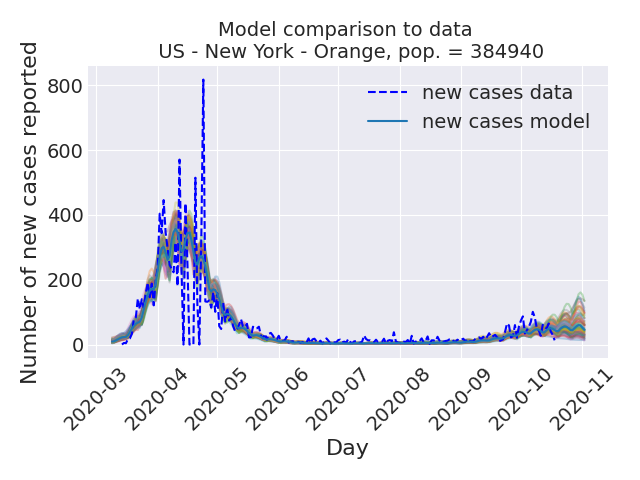 Model comparison to data
US - New York - Orange, pop. = 384940
Number of new cases reported
800
600
400
200
0
new cases data
new cases model
2020-03
2020-04
2020-05
2020-06
2020-07
2020-08
2020-09
2020-10
2020-11
Day